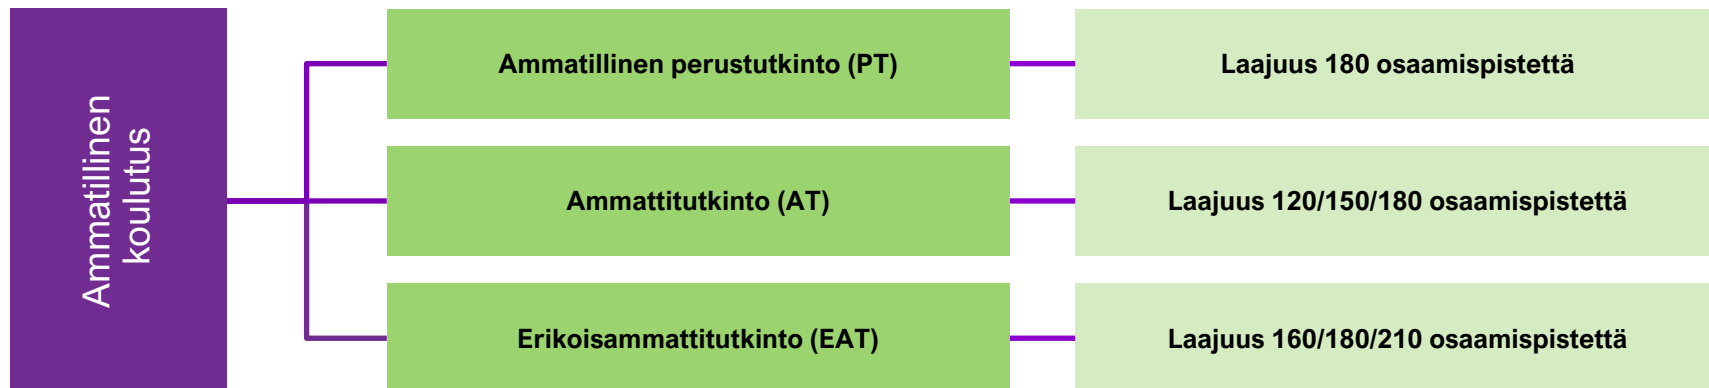 Ammatillinen
koulutus
Ammatillinen perustutkinto (PT)
Laajuus 180 osaamispistettä
Ammattitutkinto (AT)
Laajuus 120/150/180 osaamispistettä
Erikoisammattitutkinto (EAT)
Laajuus 160/180/210 osaamispistettä